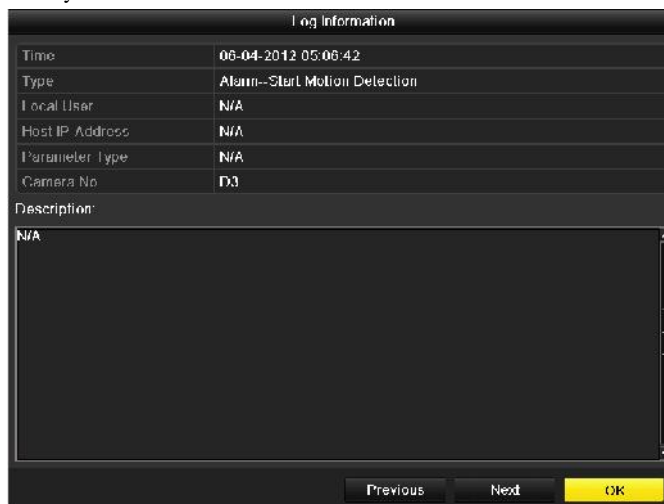 Log Information
Time 06-04-2012 05:06:42
Type Alarm--Start Motion Detection
Local User N/A
Host IP Address N/A
Parameter Type N/A
Camera No D3
Description:
N/A
Previous Next OK